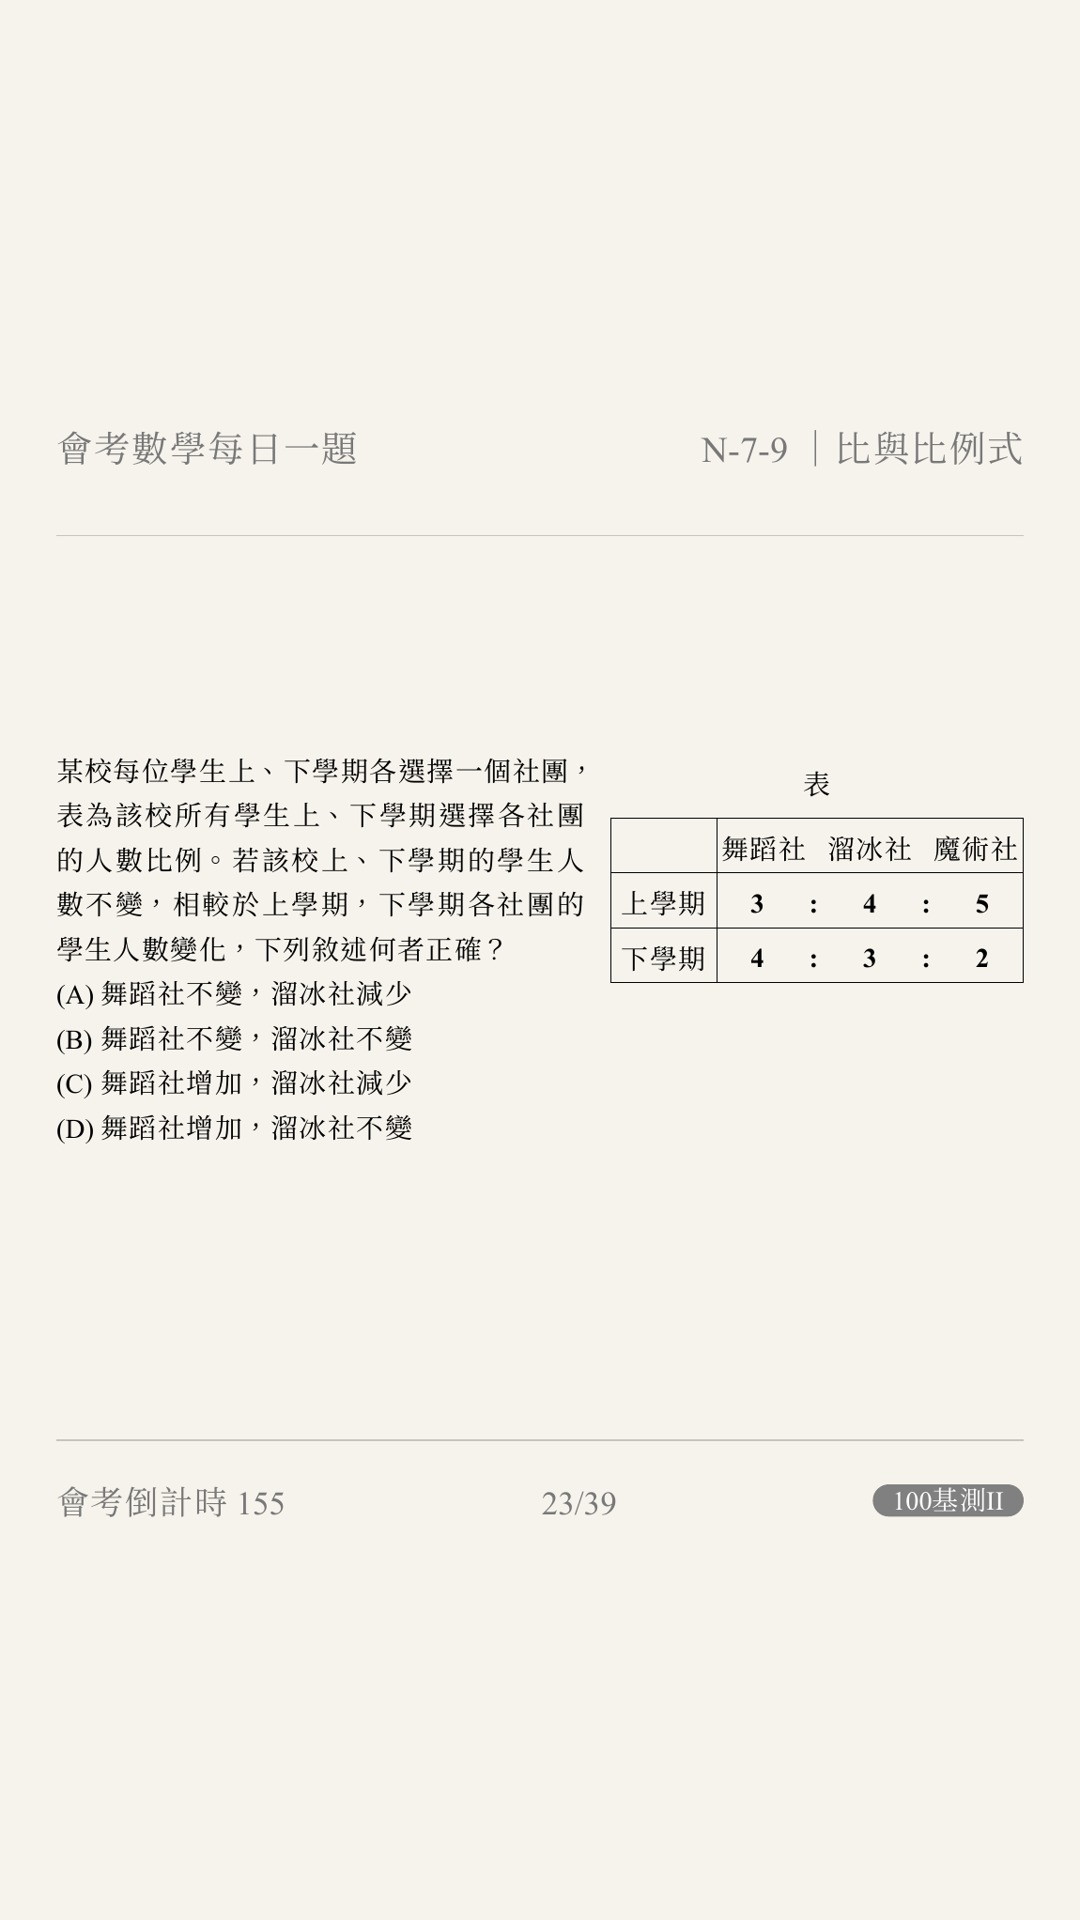 會考數學每日一題
N-7-9｜比與比例式
某校每位學生上、下學期各選擇一個社團，
表為該校所有學生上、下學期選擇各社團
的人數比例。若該校上、下學期的學生人
數不變，相較於上學期，下學期各社團的
學生人數變化，下列敘述何者正確？
(A) 舞蹈社不變，溜冰社減少
(B) 舞蹈社不變，溜冰社不變
(C) 舞蹈社增加，溜冰社減少
(D) 舞蹈社增加，溜冰社不變
表
舞蹈社 溜冰社 魔術社
上學期 3 : 4 : 5
下學期 4 : 3 : 2
會考倒計時 155
23/39
100基測II